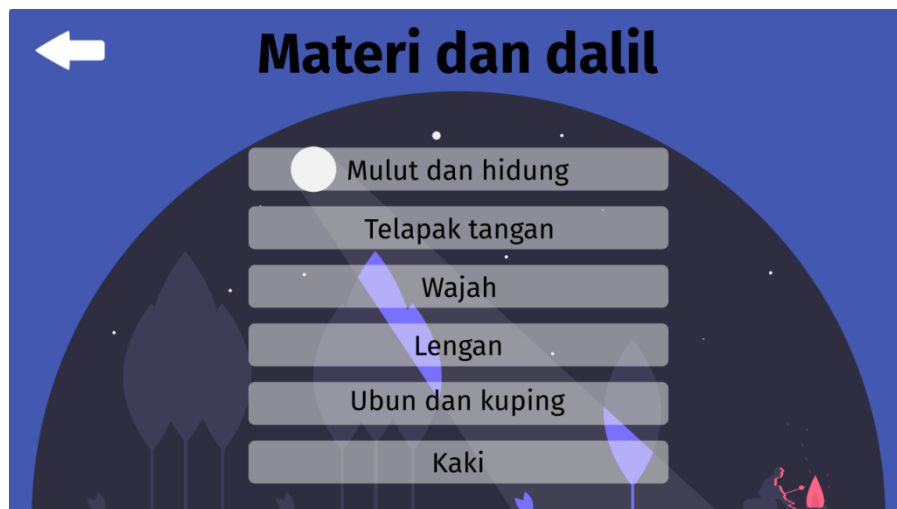 Materi dan dalil
Mulut dan hidung
Telapak tangan
Wajah
Lengan
Ubun dan kuping
Kaki